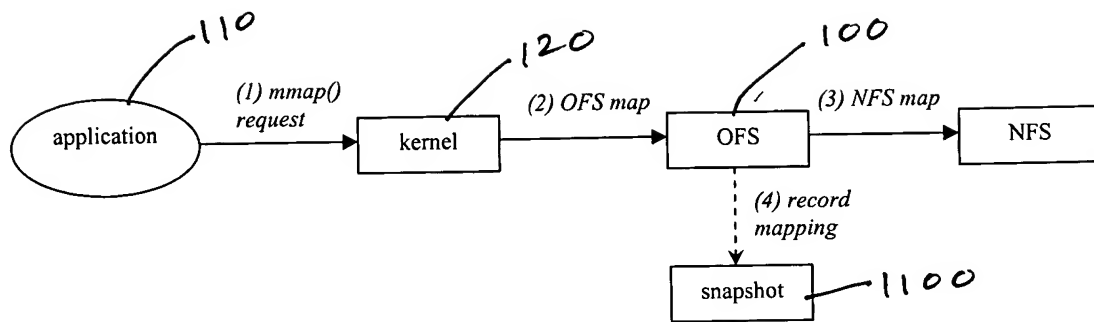 110
120
100
(1) mmap()
request
(2) OFS map
(3) NFS map
application
kernel
OFS
NFS
(4) record
mapping
snapshot
1100